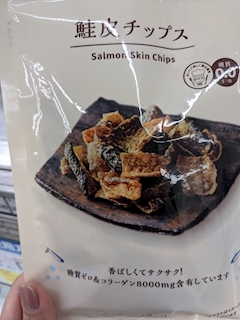 鮭皮チップス
Salmon Skin Chips
糖質
0.0
香ばしくてサクサク!
糖質ゼロ&コラーゲン8000mg含有しています